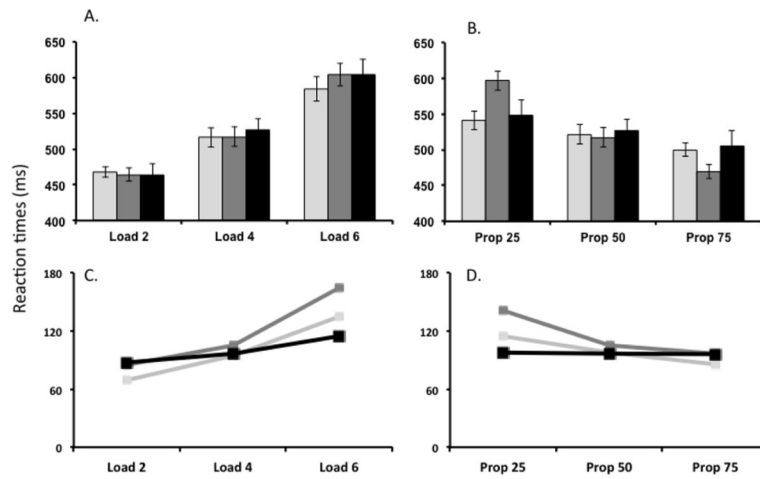 A.
B.
650
600
550
500
450
400
Load 2 Load 4 Load 6
650
600
550
500
450
400
Prop 25 Prop 50 Prop 75
Reaction times (ms)
C.
D.
180
120
60
0
Load 2 Load 4 Load 6
180
120
60
0
Prop 25 Prop 50 Prop 75